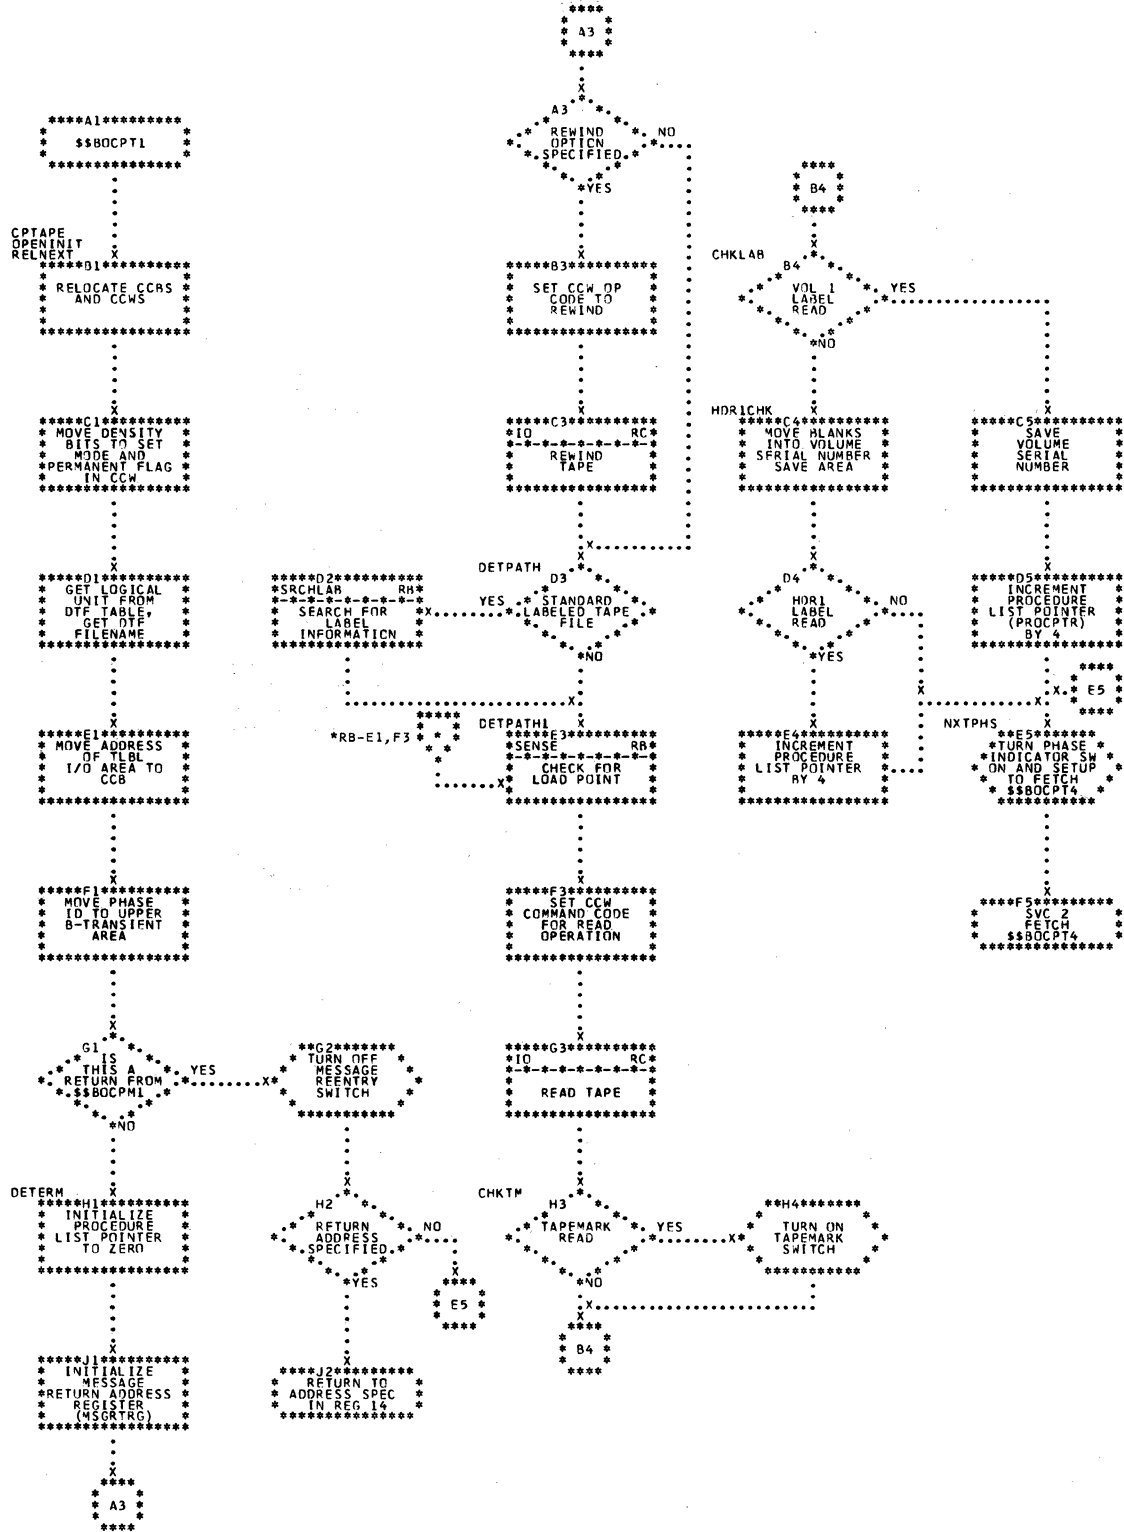 A1
$$BOCPT1
CPTAPE
OPENINIT
RELNEXT
B1
RELOCATE CCBS
AND CCWS
C1
MOVE DENSITY
BITS TO SET
MODE AND
PERMANENT FLAG
IN CCW
D1
GET LOGICAL
UNIT FROM
DTF TABLE,
GET DTF
FILENAME
E1
MOVE ADDRESS
OF TLBL
I/O AREA TO
CCB
F1
MOVE PHASE
ID TO UPPER
B-TRANSIENT
AREA
G1
IS
THIS A
RETURN FROM
$$BOCPM1
YES
NO
DETERM
H1
INITIALIZE
PROCEDURE
LIST POINTER
TO ZERO
J1
INITIALIZE
MESSAGE
RETURN ADDRESS
REGISTER
(MSGRTRG)
A3
D2
SRCHLAB RH
SEARCH FOR
LABEL
INFORMATION
*RB-E1,F3
G2
TURN OFF
MESSAGE
REENTRY
SWITCH
H2
RETURN
ADDRESS
SPECIFIED
NO
YES
E5
J2
RETURN TO
ADDRESS SPEC
IN REG 14
A3
A3
REWIND
OPTION
SPECIFIED
NO
YES
B3
SET CCW OP
CODE TO
REWIND
C3
IO RC
REWIND
TAPE
DETPATH
D3
STANDARD
LABELED TAPE
FILE
YES
NO
DETPATH1
E3
SENSE RB
CHECK FOR
LOAD POINT
F3
SET CCW
COMMAND CODE
FOR READ
OPERATION
G3
IO RC
READ TAPE
CHKTM
H3
TAPEMARK
READ
YES
NO
B4
H4
TURN ON
TAPEMARK
SWITCH
B4
CHKLAB
B4
VOL 1
LABEL
READ
YES
NO
HDR1CHK
C4
MOVE BLANKS
INTO VOLUME
SERIAL NUMBER
SAVE AREA
D4
HDR1
LABEL
READ
NO
YES
E4
INCREMENT
PROCEDURE
LIST POINTER
BY 4
C5
SAVE
VOLUME
SERIAL
NUMBER
D5
INCREMENT
PROCEDURE
LIST POINTER
(PROCPTR)
BY 4
E5
NXTPHS
E5
TURN PHASE
INDICATOR SW
ON AND SETUP
TO FETCH
$$BOCPT4
F5
SVC 2
FETCH
$$BOCPT4